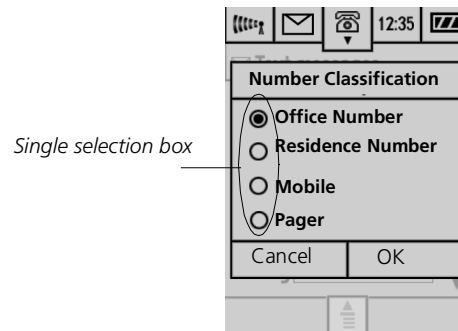 12:35
Number Classification
Office Number
Residence Number
Single selection box
Mobile
Pager
Cancel OK